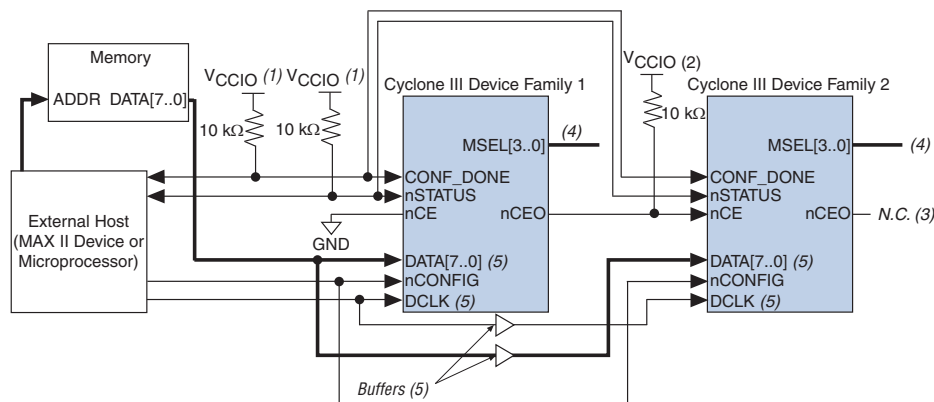 Memory
ADDR DATA[7..0]
VCCIO (1)
VCCIO (1)
10 kΩ
10 kΩ
Cyclone III Device Family 1
MSEL[3..0]
(4)
CONF_DONE
nSTATUS
nCE
nCEO
GND
DATA[7..0] (5)
nCONFIG
DCLK (5)
External Host
(MAX II Device or
Microprocessor)
VCCIO (2)
10 kΩ
Cyclone III Device Family 2
MSEL[3..0]
(4)
CONF_DONE
nSTATUS
nCE
nCEO
N.C. (3)
DATA[7..0] (5)
nCONFIG
DCLK (5)
Buffers (5)